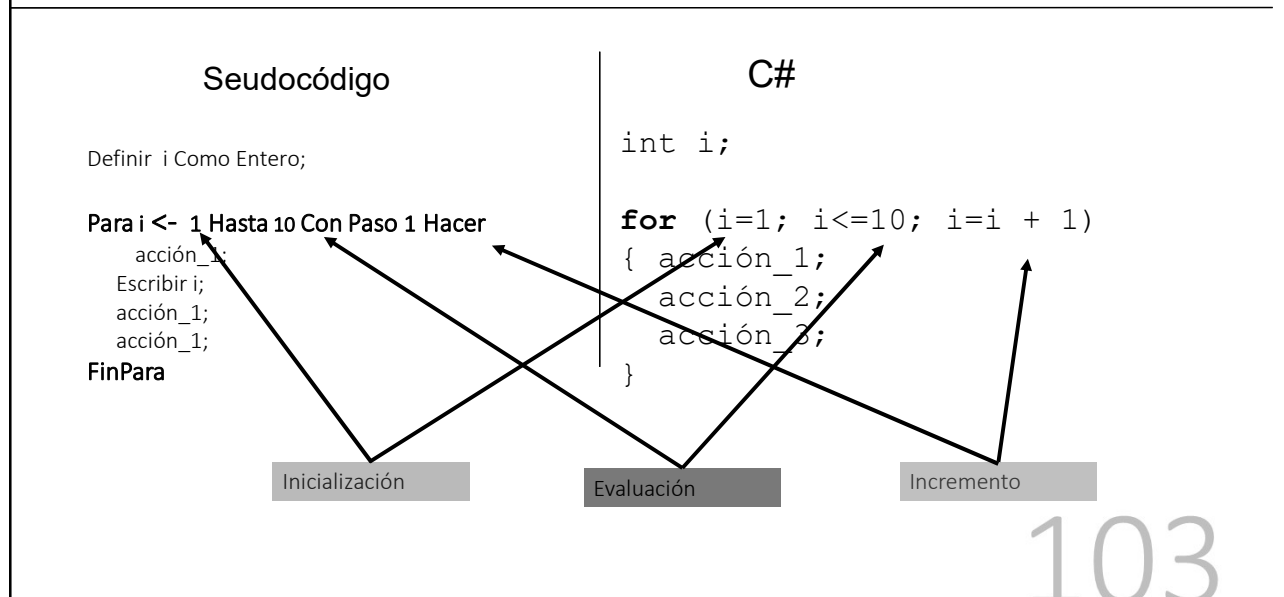 Seudocódigo
Definir i Como Entero;
Para i <- 1 Hasta 10 Con Paso 1 Hacer
acción_1;
Escribir i;
acción_1;
acción_1;
FinPara
C#
int i;
for (i=1; i<=10; i=i + 1)
{ acción_1;
acción_2;
acción_3;
}
Inicialización
Evaluación
Incremento
103